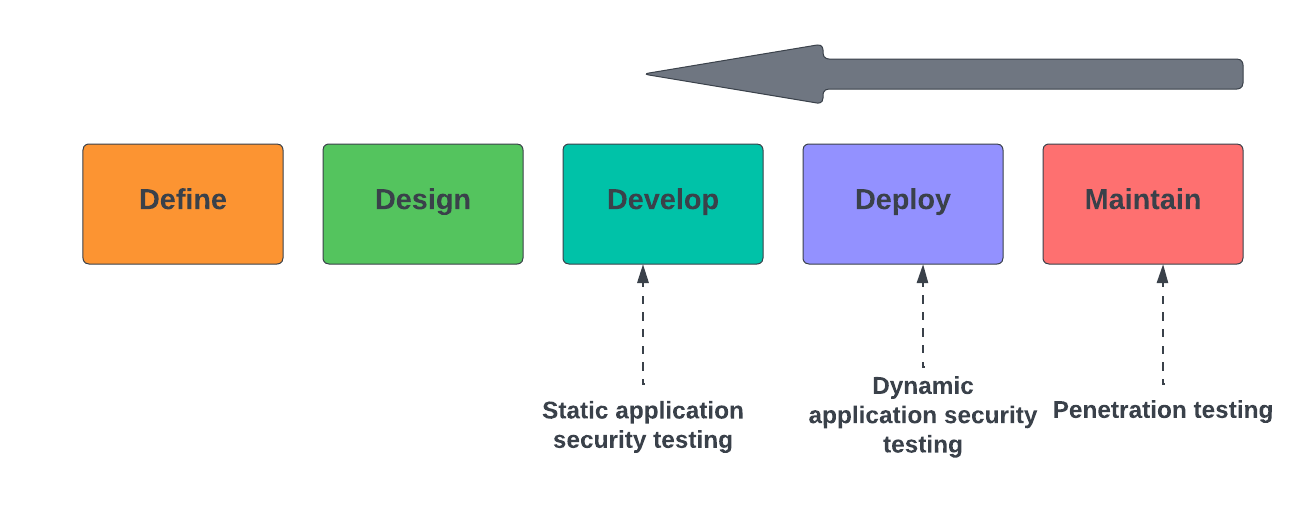 Define
Design
Develop
Deploy
Maintain
Static application
security testing
Dynamic
application security
testing
Penetration testing